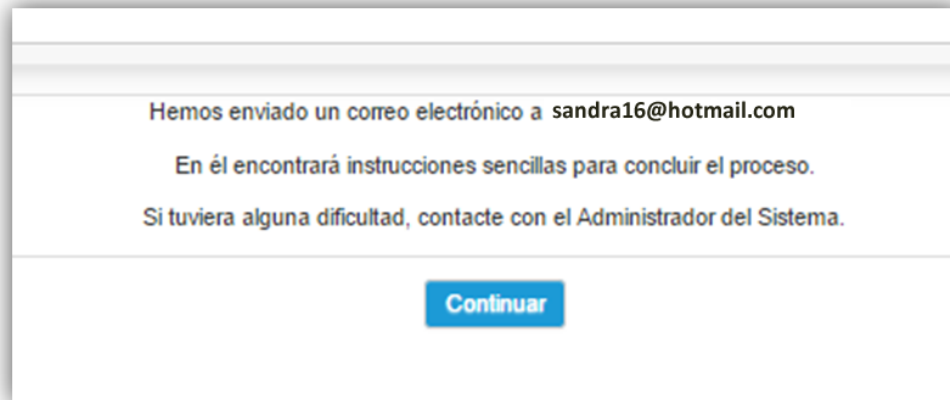 Hemos enviado un correo electrónico a sandra16@hotmail.com
En él encontrará instrucciones sencillas para concluir el proceso.
Si tuviera alguna dificultad, contacte con el Administrador del Sistema.
Continuar